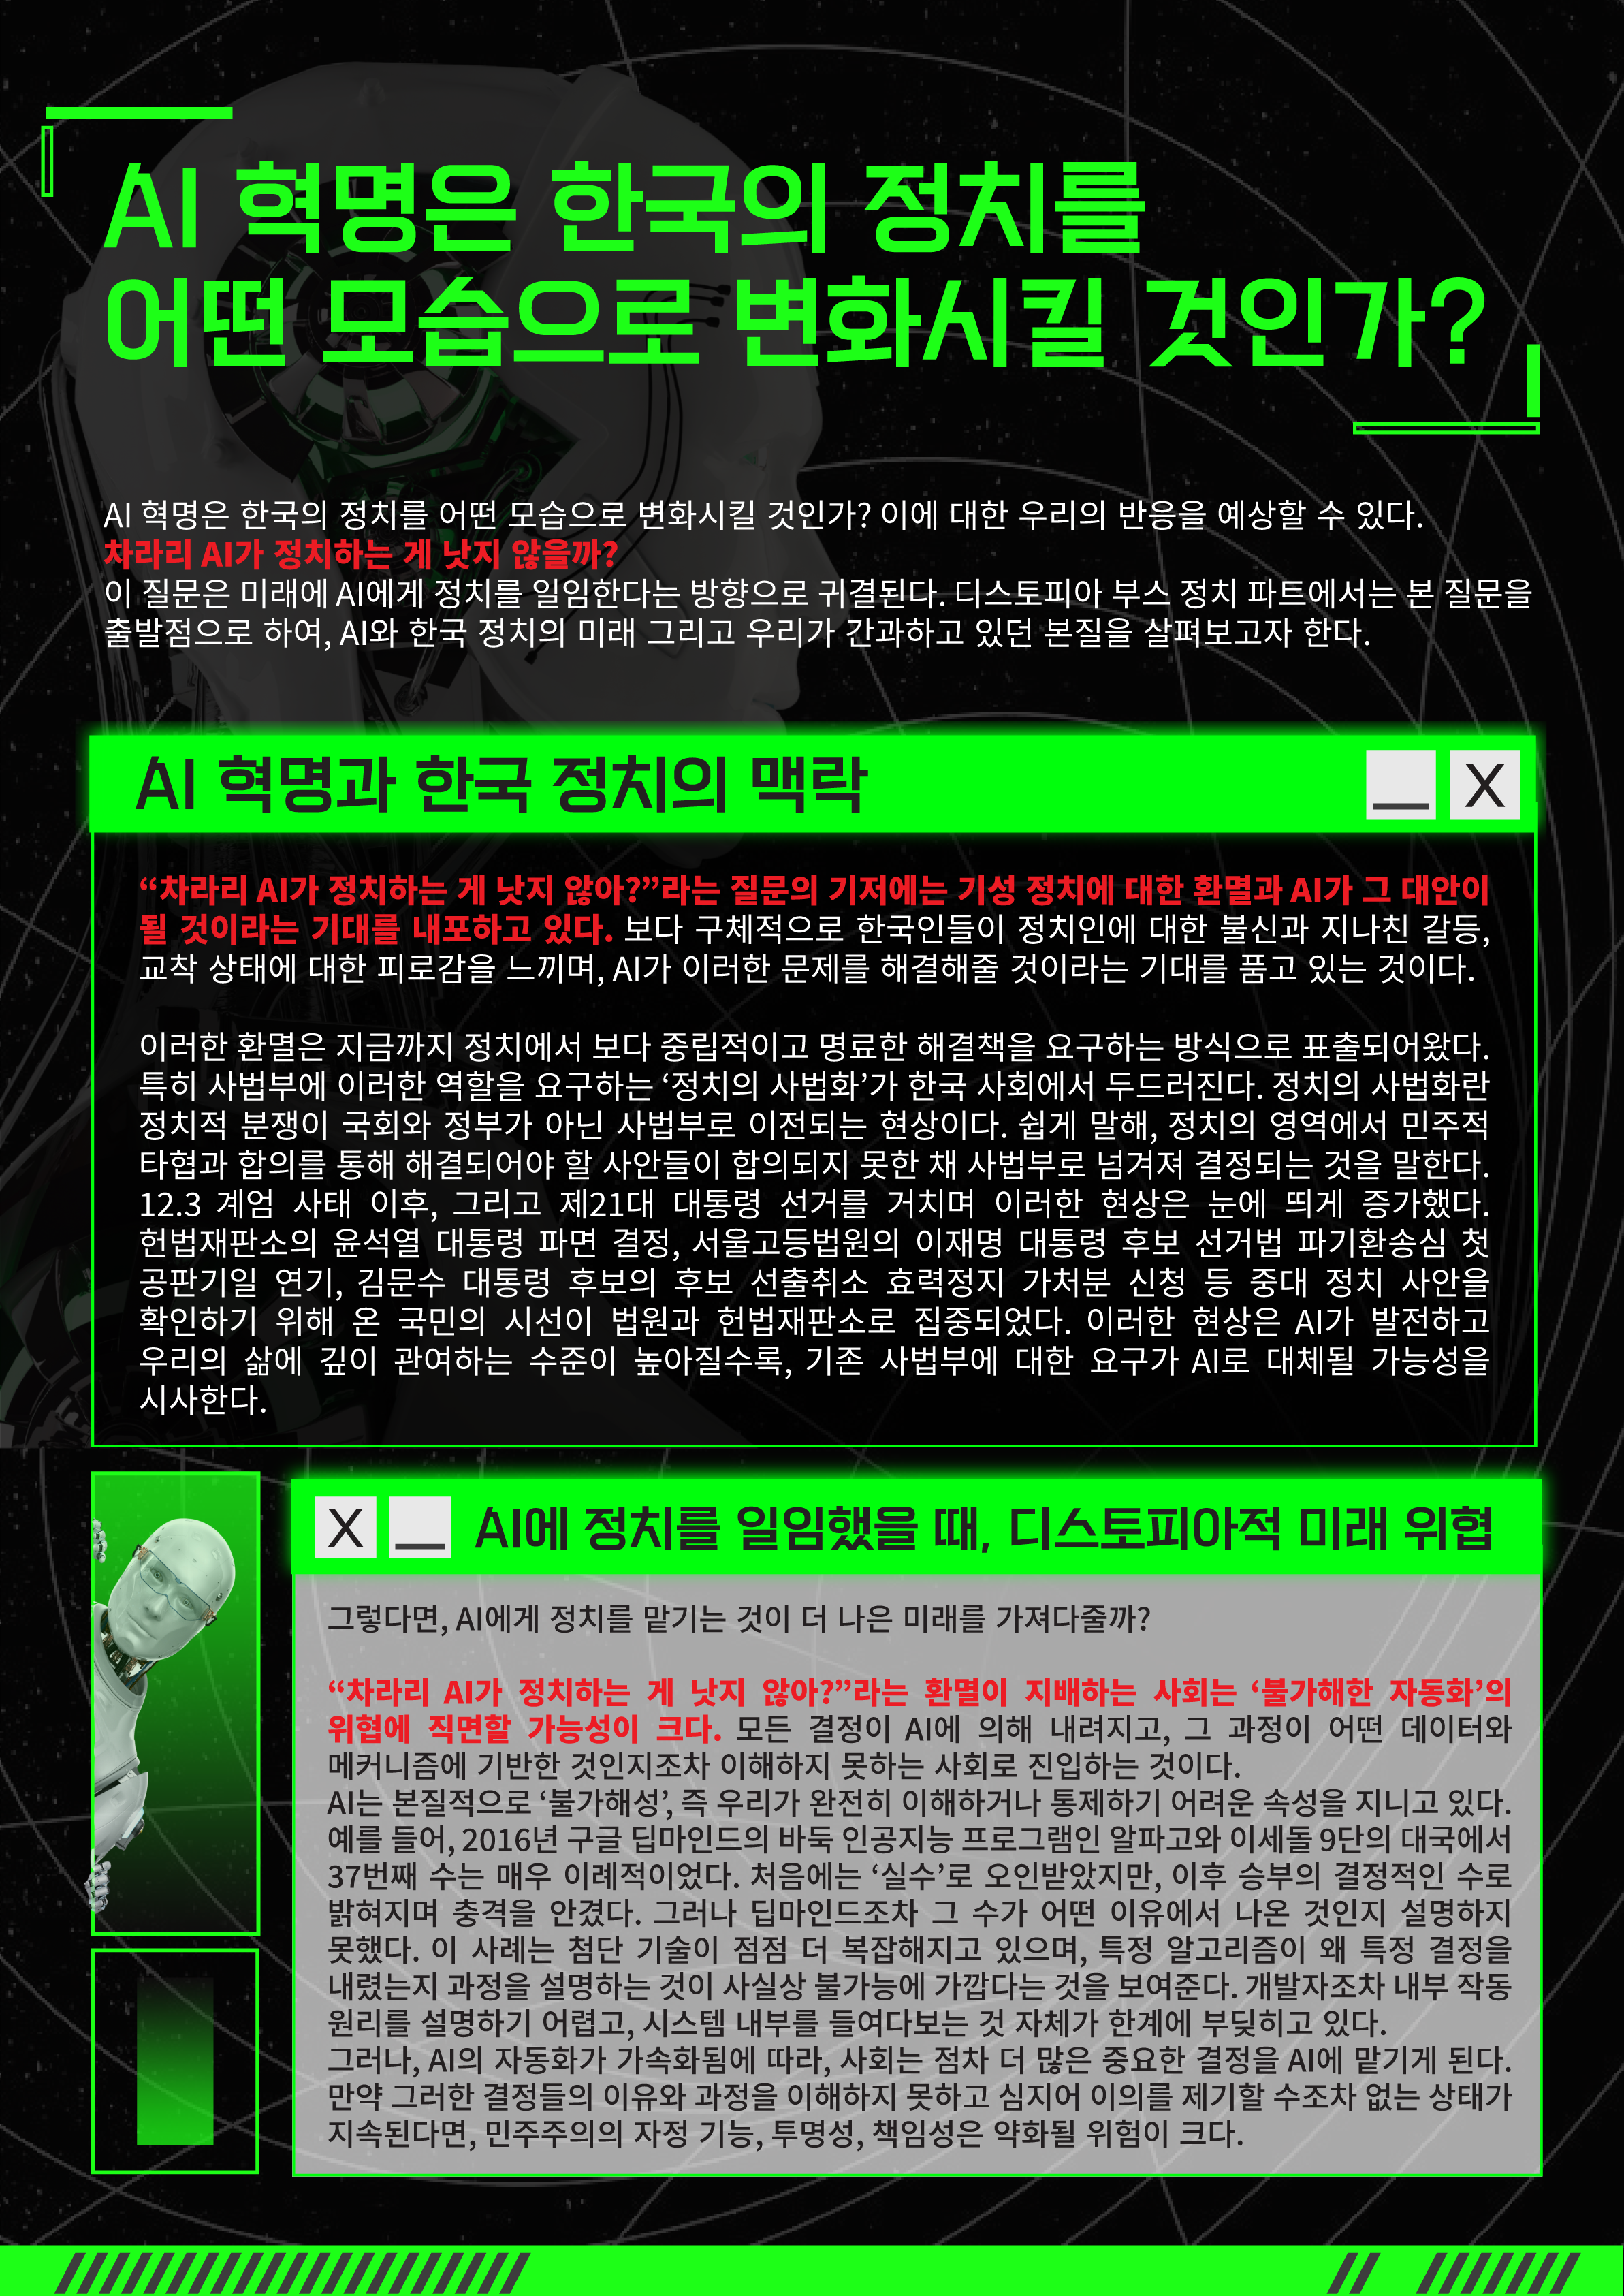 AI 혁명은 한국의 정치를
어떤 모습으로 변화시킬 것인가?
AI 혁명은 한국의 정치를 어떤 모습으로 변화시킬 것인가? 이에 대한 우리의 반응을 예상할 수 있다.
차라리 AI가 정치하는 게 낫지 않을까?
이 질문은 미래에 AI에게 정치를 일임한다는 방향으로 귀결된다. 디스토피아 부스 정치 파트에서는 본 질문을
출발점으로 하여, AI와 한국 정치의 미래 그리고 우리가 간과하고 있던 본질을 살펴보고자 한다.
AI 혁명과 한국 정치의 맥락
_ X
“차라리 AI가 정치하는 게 낫지 않아?”라는 질문의 기저에는 기성 정치에 대한 환멸과 AI가 그 대안이
될 것이라는 기대를 내포하고 있다. 보다 구체적으로 한국인들이 정치인에 대한 불신과 지나친 갈등,
교착 상태에 대한 피로감을 느끼며, AI가 이러한 문제를 해결해줄 것이라는 기대를 품고 있는 것이다.
이러한 환멸은 지금까지 정치에서 보다 중립적이고 명료한 해결책을 요구하는 방식으로 표출되어왔다.
특히 사법부에 이러한 역할을 요구하는 ‘정치의 사법화’가 한국 사회에서 두드러진다. 정치의 사법화란
정치적 분쟁이 국회와 정부가 아닌 사법부로 이전되는 현상이다. 쉽게 말해, 정치의 영역에서 민주적
타협과 합의를 통해 해결되어야 할 사안들이 합의되지 못한 채 사법부로 넘겨져 결정되는 것을 말한다.
12.3 계엄 사태 이후, 그리고 제21대 대통령 선거를 거치며 이러한 현상은 눈에 띄게 증가했다.
헌법재판소의 윤석열 대통령 파면 결정, 서울고등법원의 이재명 대통령 후보 선거법 파기환송심 첫
공판기일 연기, 김문수 대통령 후보의 후보 선출취소 효력정지 가처분 신청 등 중대 정치 사안을
확인하기 위해 온 국민의 시선이 법원과 헌법재판소로 집중되었다. 이러한 현상은 AI가 발전하고
우리의 삶에 깊이 관여하는 수준이 높아질수록, 기존 사법부에 대한 요구가 AI로 대체될 가능성을
시사한다.
X _ AI에 정치를 일임했을 때, 디스토피아적 미래 위협
그렇다면, AI에게 정치를 맡기는 것이 더 나은 미래를 가져다줄까?
“차라리 AI가 정치하는 게 낫지 않아?”라는 환멸이 지배하는 사회는 ‘불가해한 자동화’의
위협에 직면할 가능성이 크다. 모든 결정이 AI에 의해 내려지고, 그 과정이 어떤 데이터와
메커니즘에 기반한 것인지조차 이해하지 못하는 사회로 진입하는 것이다.
AI는 본질적으로 ‘불가해성’, 즉 우리가 완전히 이해하거나 통제하기 어려운 속성을 지니고 있다.
예를 들어, 2016년 구글 딥마인드의 바둑 인공지능 프로그램인 알파고와 이세돌 9단의 대국에서
37번째 수는 매우 이례적이었다. 처음에는 ‘실수’로 오인받았지만, 이후 승부의 결정적인 수로
밝혀지며 충격을 안겼다. 그러나 딥마인드조차 그 수가 어떤 이유에서 나온 것인지 설명하지
못했다. 이 사례는 첨단 기술이 점점 더 복잡해지고 있으며, 특정 알고리즘이 왜 특정 결정을
내렸는지 과정을 설명하는 것이 사실상 불가능에 가깝다는 것을 보여준다. 개발자조차 내부 작동
원리를 설명하기 어렵고, 시스템 내부를 들여다보는 것 자체가 한계에 부딪히고 있다.
그러나, AI의 자동화가 가속화됨에 따라, 사회는 점차 더 많은 중요한 결정을 AI에 맡기게 된다.
만약 그러한 결정들의 이유와 과정을 이해하지 못하고 심지어 이의를 제기할 수조차 없는 상태가
지속된다면, 민주주의의 자정 기능, 투명성, 책임성은 약화될 위험이 크다.